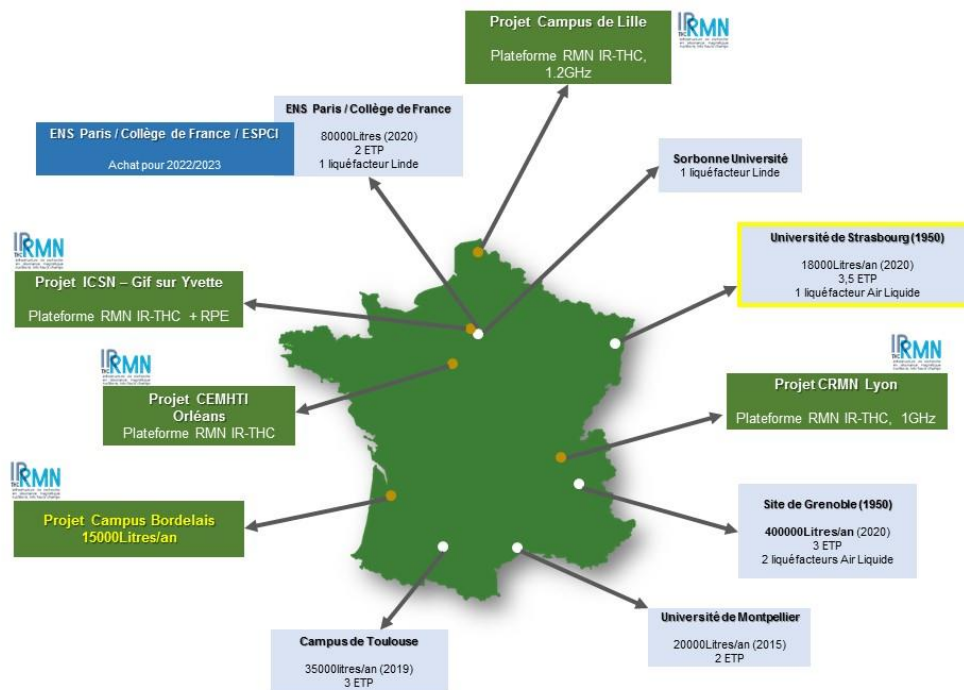 Projet Campus de Lille
Plateforme RMN IR-THC,
1.2GHz
IR
THC
RMN
ENS Paris / Collège de France / ESPCI
Achat pour 2022/2023
ENS Paris / Collège de France
80000Litres (2020)
2 ETP
1 liquéfacteur Linde
Sorbonne Université
1 liquéfacteur Linde
Université de Strasbourg (1950)
18000Litres/an (2020)
3,5 ETP
1 liquéfacteur Air Liquide
IR
THC
RMN
Projet ICSN – Gif sur Yvette
Plateforme RMN IR-THC + RPE
IR
THC
RMN
Projet CEMHTI
Orléans
Plateforme RMN IR-THC
IR
THC
RMN
Projet CRMN Lyon
Plateforme RMN IR-THC, 1GHz
IR
THC
RMN
Projet Campus Bordelais
15000Litres/an
Site de Grenoble (1950)
400000Litres/an (2020)
3 ETP
2 liquéfacteurs Air Liquide
Université de Montpellier
20000Litres/an (2015)
2 ETP
Campus de Toulouse
35000litres/an (2019)
3 ETP